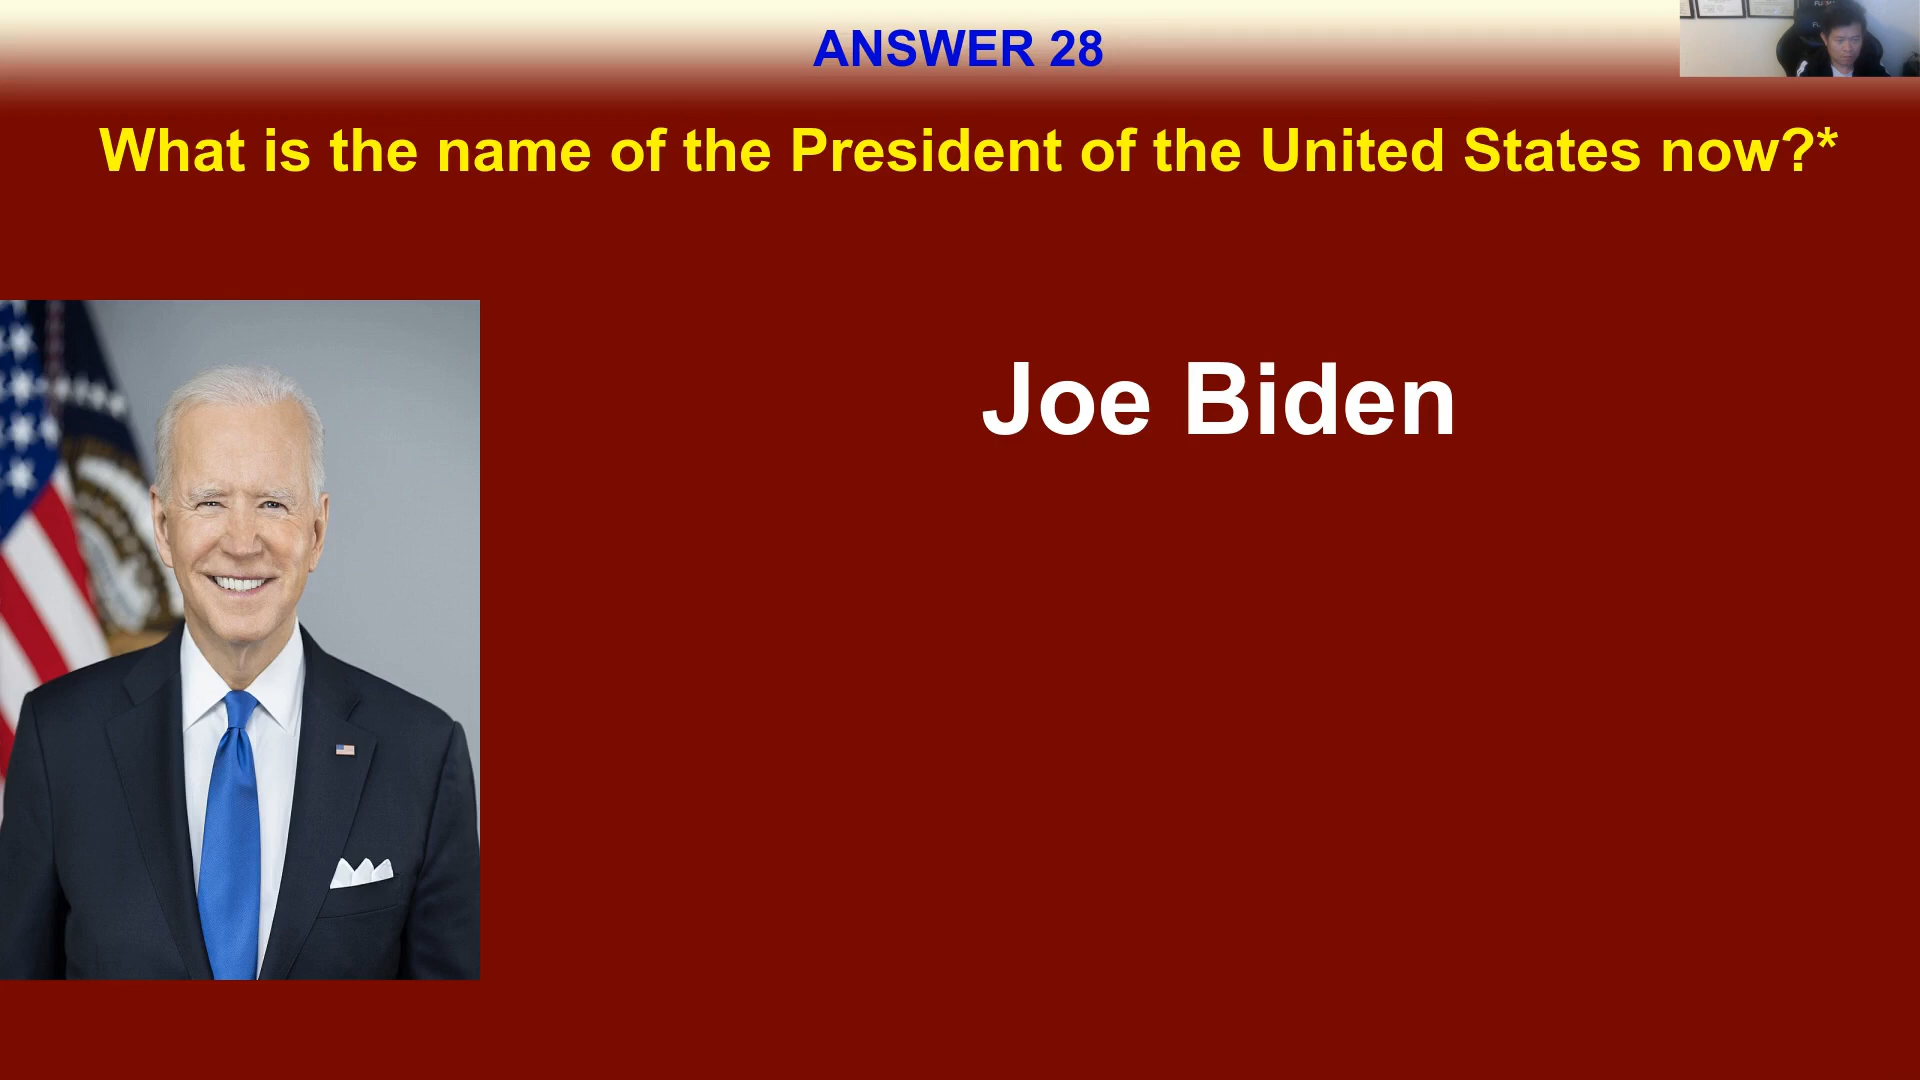 ANSWER 28
What is the name of the President of the United States now?*
Joe Biden